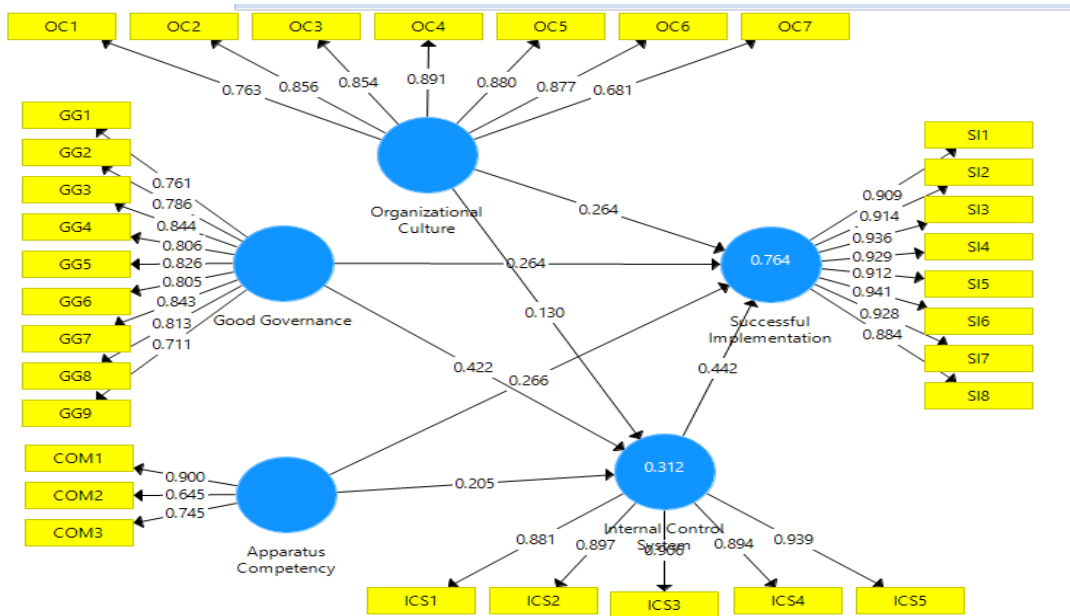 OC1 OC2 OC3 OC4 OC5 OC6 OC7
0.763 0.856 0.854 0.891 0.880 0.877 0.681
GG1
GG2
GG3
GG4
GG5
GG6
GG7
GG8
GG9
0.761
0.786
0.844
0.806
0.826
0.805
0.843
0.813
0.711
Organizational
Culture
Good Governance
0.264
0.264
0.130
0.422
0.266
0.442
0.205
0.764
Successful
Implementation
SI1
SI2
SI3
SI4
SI5
SI6
SI7
SI8
0.909
0.914
0.936
0.929
0.912
0.941
0.928
0.884
COM1
COM2
COM3
0.900
0.645
0.745
Apparatus
Competency
0.312
Internal Control
System
0.881 0.897 0.906 0.894 0.939
ICS1 ICS2 ICS3 ICS4 ICS5